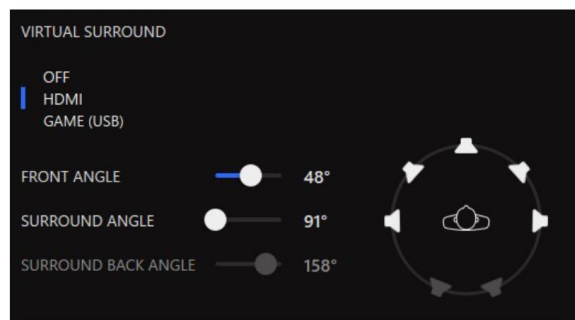 VIRTUAL SURROUND
OFF
HDMI
GAME (USB)
FRONT ANGLE 48°
SURROUND ANGLE 91°
SURROUND BACK ANGLE 158°